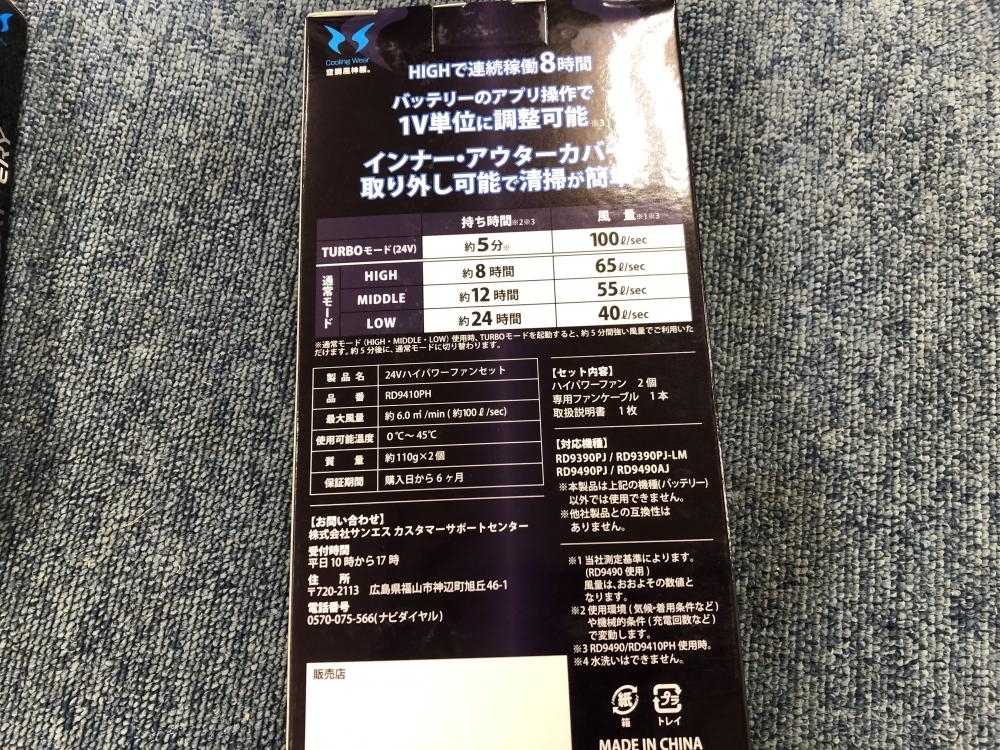 Cooling Wear
空調風神服。
HIGHで連続稼働8時間
バッテリーのアプリ操作で
1V単位に調整可能※3
インナー・アウターカバー
取り外し可能で清掃が簡単
持ち時間※2※3 風 量※1※3
TURBOモード(24V) 約5分※ 100ℓ/sec
通常モード
HIGH 約8時間 65ℓ/sec
MIDDLE 約12時間 55ℓ/sec
LOW 約24時間 40ℓ/sec
※通常モード(HIGH・MIDDLE・LOW)使用時、TURBOモードを起動すると、約5分間強い風量でご利用いた
だけます。約5分後に、通常モードに切り替わります。
製品名 24Vハイパワーファンセット
品 番 RD9410PH
最大風量 約6.0㎥/min(約100ℓ/sec)
使用可能温度 0℃〜45℃
質 量 約110g×2個
保証期間 購入日から6ヶ月
【セット内容】
ハイパワーファン 2個
専用ファンケーブル 1本
取扱説明書 1枚
【対応機種】
RD9390PJ / RD9390PJ-LM
RD9490PJ / RD9490AJ
※本製品は上記の機種(バッテリー)
以外では使用できません。
※他社製品との互換性は
ありません。
【お問い合わせ】
株式会社サンエス カスタマーサポートセンター
受付時間
平日10時から17時
住 所
〒720-2113 広島県福山市神辺町旭丘46-1
電話番号
0570-075-566(ナビダイヤル)
※1 当社測定基準によります。
(RD9490使用)
風量は、おおよその数値と
なります。
※2 使用環境(気候・着用条件など)
や機械的条件(充電回数など)
で変動します。
※3 RD9490/RD9410PH使用時。
※4 水洗いはできません。
販売店
紙
箱
プラ
トレイ
MADE IN CHINA